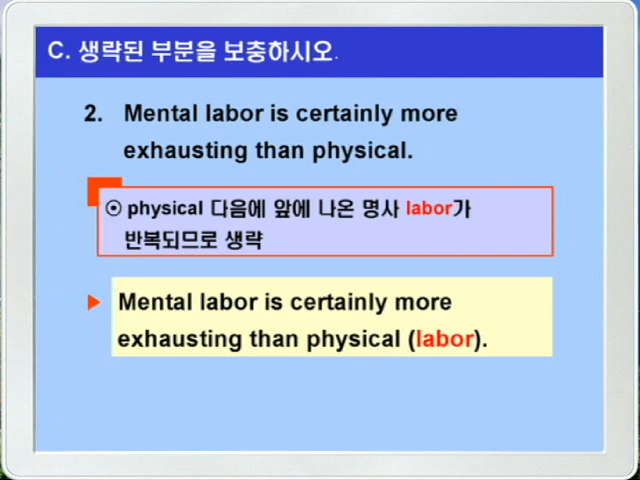 C. 생략된 부분을 보충하시오.
2. Mental labor is certainly more
exhausting than physical.
⊙ physical 다음에 앞에 나온 명사 labor가
반복되므로 생략
▶ Mental labor is certainly more
exhausting than physical (labor).